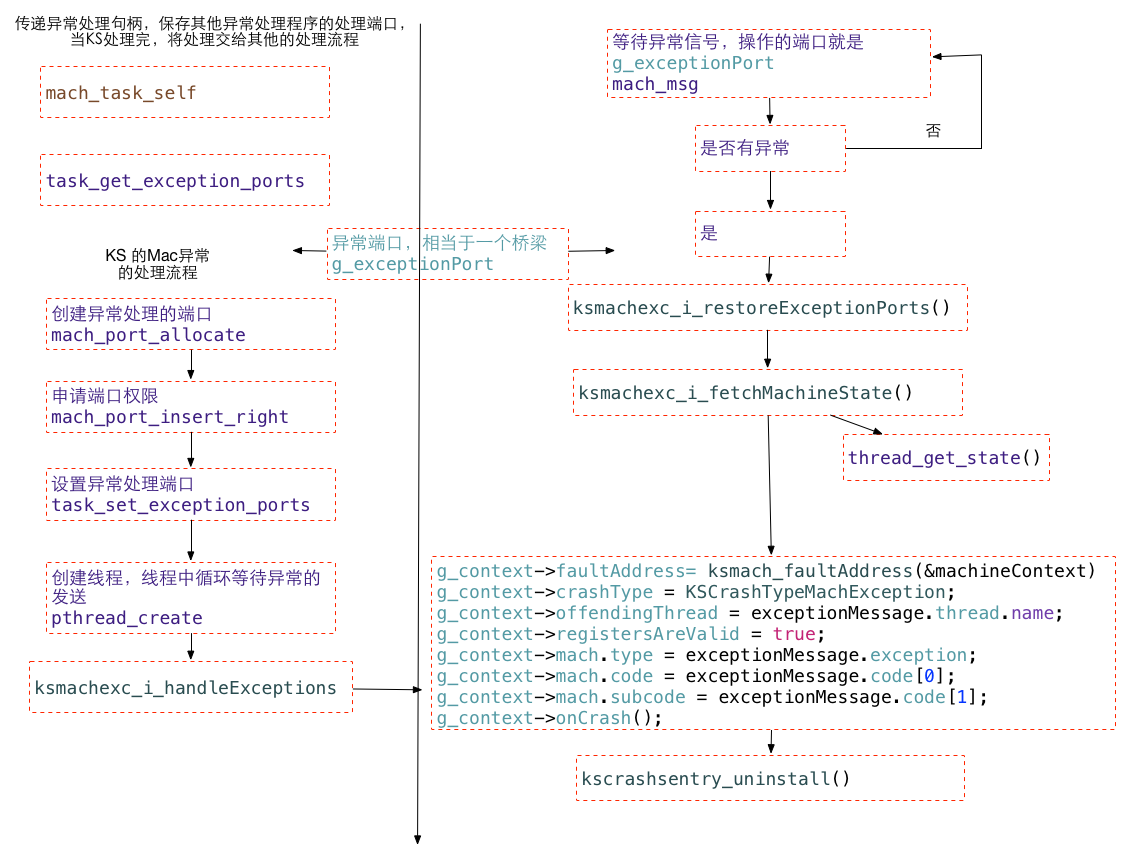 传递异常处理句柄，保存其他异常处理程序的处理端口，
当KS处理完，将处理交给其他的处理流程
mach_task_self
task_get_exception_ports
KS 的Mac异常
的处理流程
创建异常处理的端口
mach_port_allocate
申请端口权限
mach_port_insert_right
设置异常处理端口
task_set_exception_ports
创建线程，线程中循环等待异常的
发送
pthread_create
ksmachexc_i_handleExceptions
异常端口，相当于一个桥梁
g_exceptionPort
等待异常信号，操作的端口就是
g_exceptionPort
mach_msg
是否有异常
否
是
ksmachexc_i_restoreExceptionPorts()
ksmachexc_i_fetchMachineState()
thread_get_state()
g_context->faultAddress= ksmach_faultAddress(&machineContext)
g_context->crashType = KSCrashTypeMachException;
g_context->offendingThread = exceptionMessage.thread.name;
g_context->registersAreValid = true;
g_context->mach.type = exceptionMessage.exception;
g_context->mach.code = exceptionMessage.code[0];
g_context->mach.subcode = exceptionMessage.code[1];
g_context->onCrash();
kscrashsentry_uninstall()